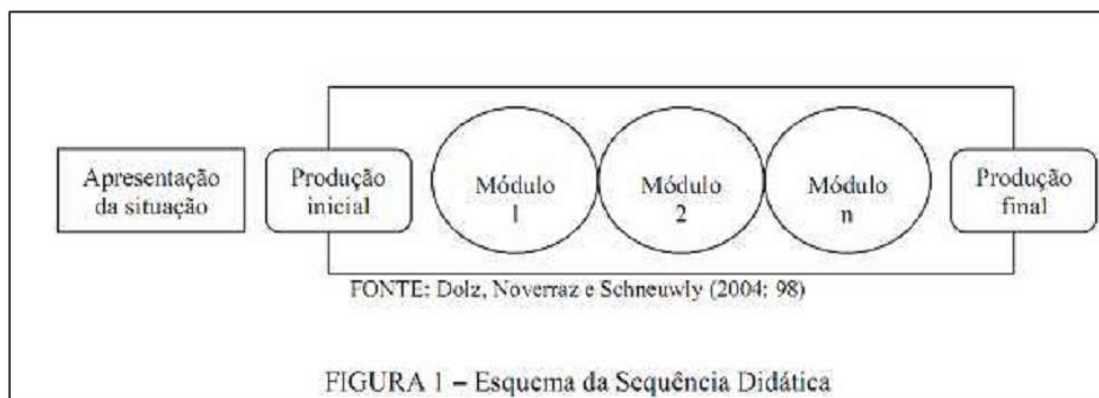 Apresentação
da situação
Produção
inicial
Módulo
1
Módulo
2
Módulo
n
Produção
final
FONTE: Dolz, Noverraz e Schneuwly (2004: 98)
FIGURA 1 – Esquema da Sequência Didática